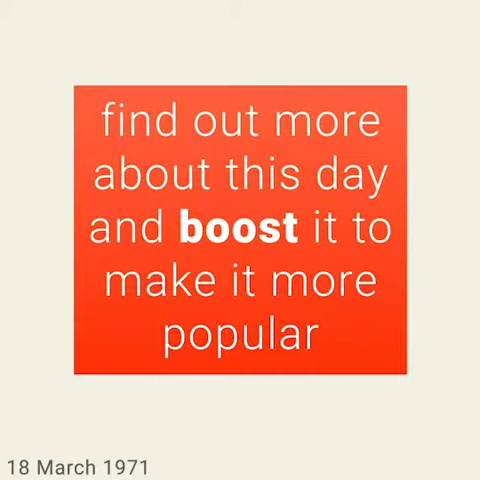 find out more
about this day
and boost it to
make it more
popular
18 March 1971